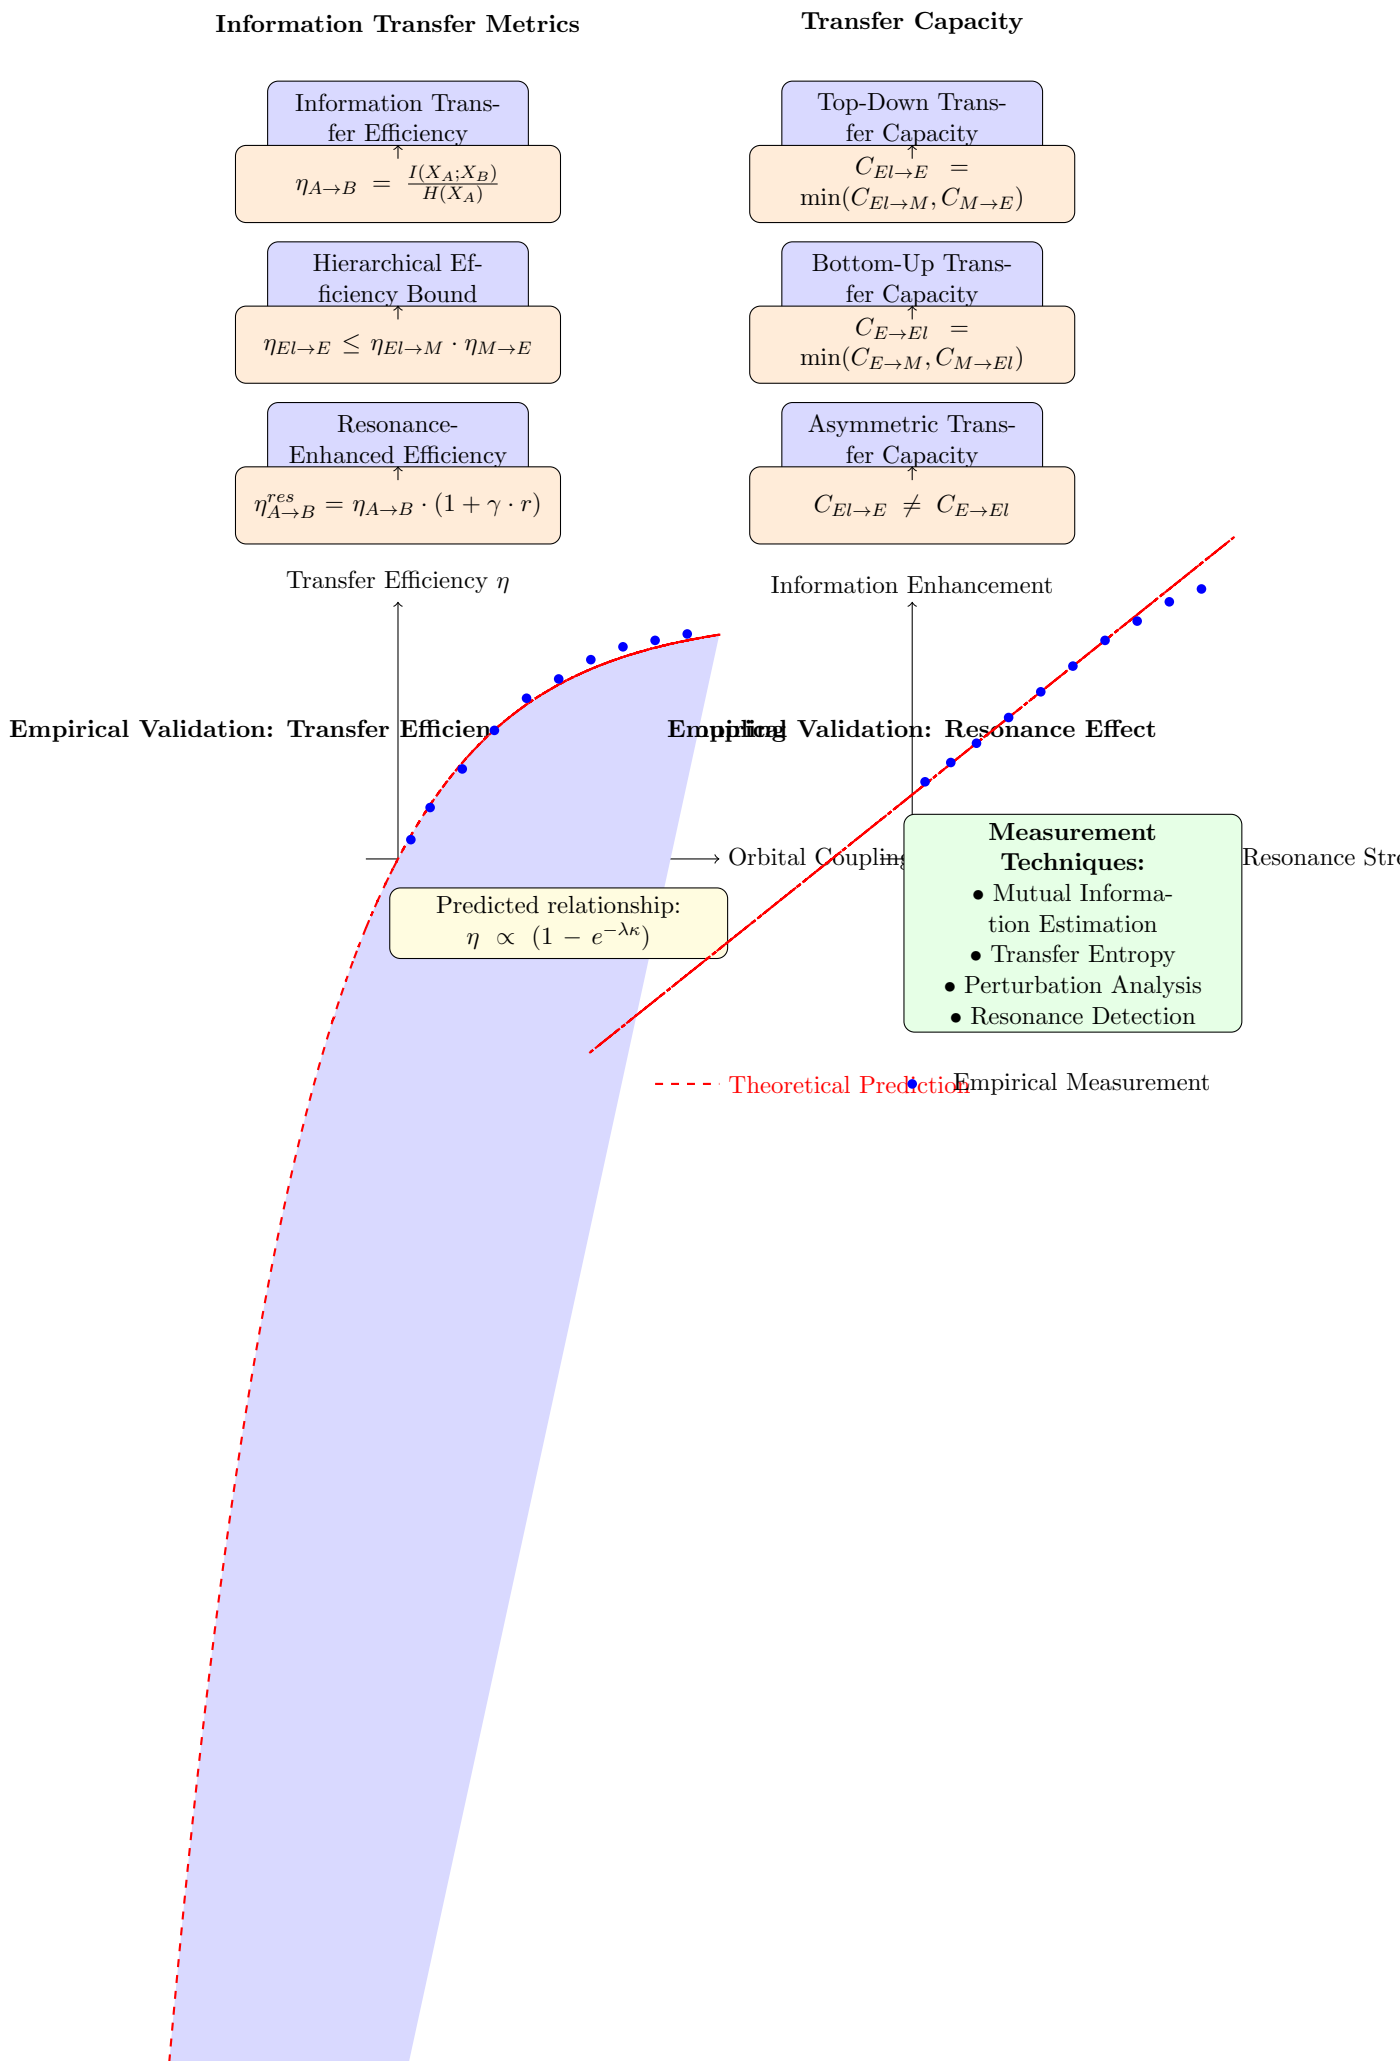 Information Transfer Metrics
Transfer Capacity
Information Trans-
fer Efficiency
η_{A→B} = \frac{I(X_A;X_B)}{H(X_A)}
Hierarchical Ef-
ficiency Bound
η_{El→E} ≤ η_{El→M} · η_{M→E}
Resonance-
Enhanced Efficiency
η^{res}_{A→B} = η_{A→B} · (1 + γ · r)
Top-Down Trans-
fer Capacity
C_{El→E} =
min(C_{El→M}, C_{M→E})
Bottom-Up Trans-
fer Capacity
C_{E→El} =
min(C_{E→M}, C_{M→El})
Asymmetric Trans-
fer Capacity
C_{El→E} ≠ C_{E→El}
Transfer Efficiency η
Information Enhancement
Empirical Validation: Transfer Efficien
Empirical Validation: Resonance Effect
Orbital Coupling
Resonance Stre
Predicted relationship:
η ∝ (1 − e^{−λκ})
Measurement
Techniques:
• Mutual Informa-
tion Estimation
• Transfer Entropy
• Perturbation Analysis
• Resonance Detection
Theoretical Prediction
Empirical Measurement